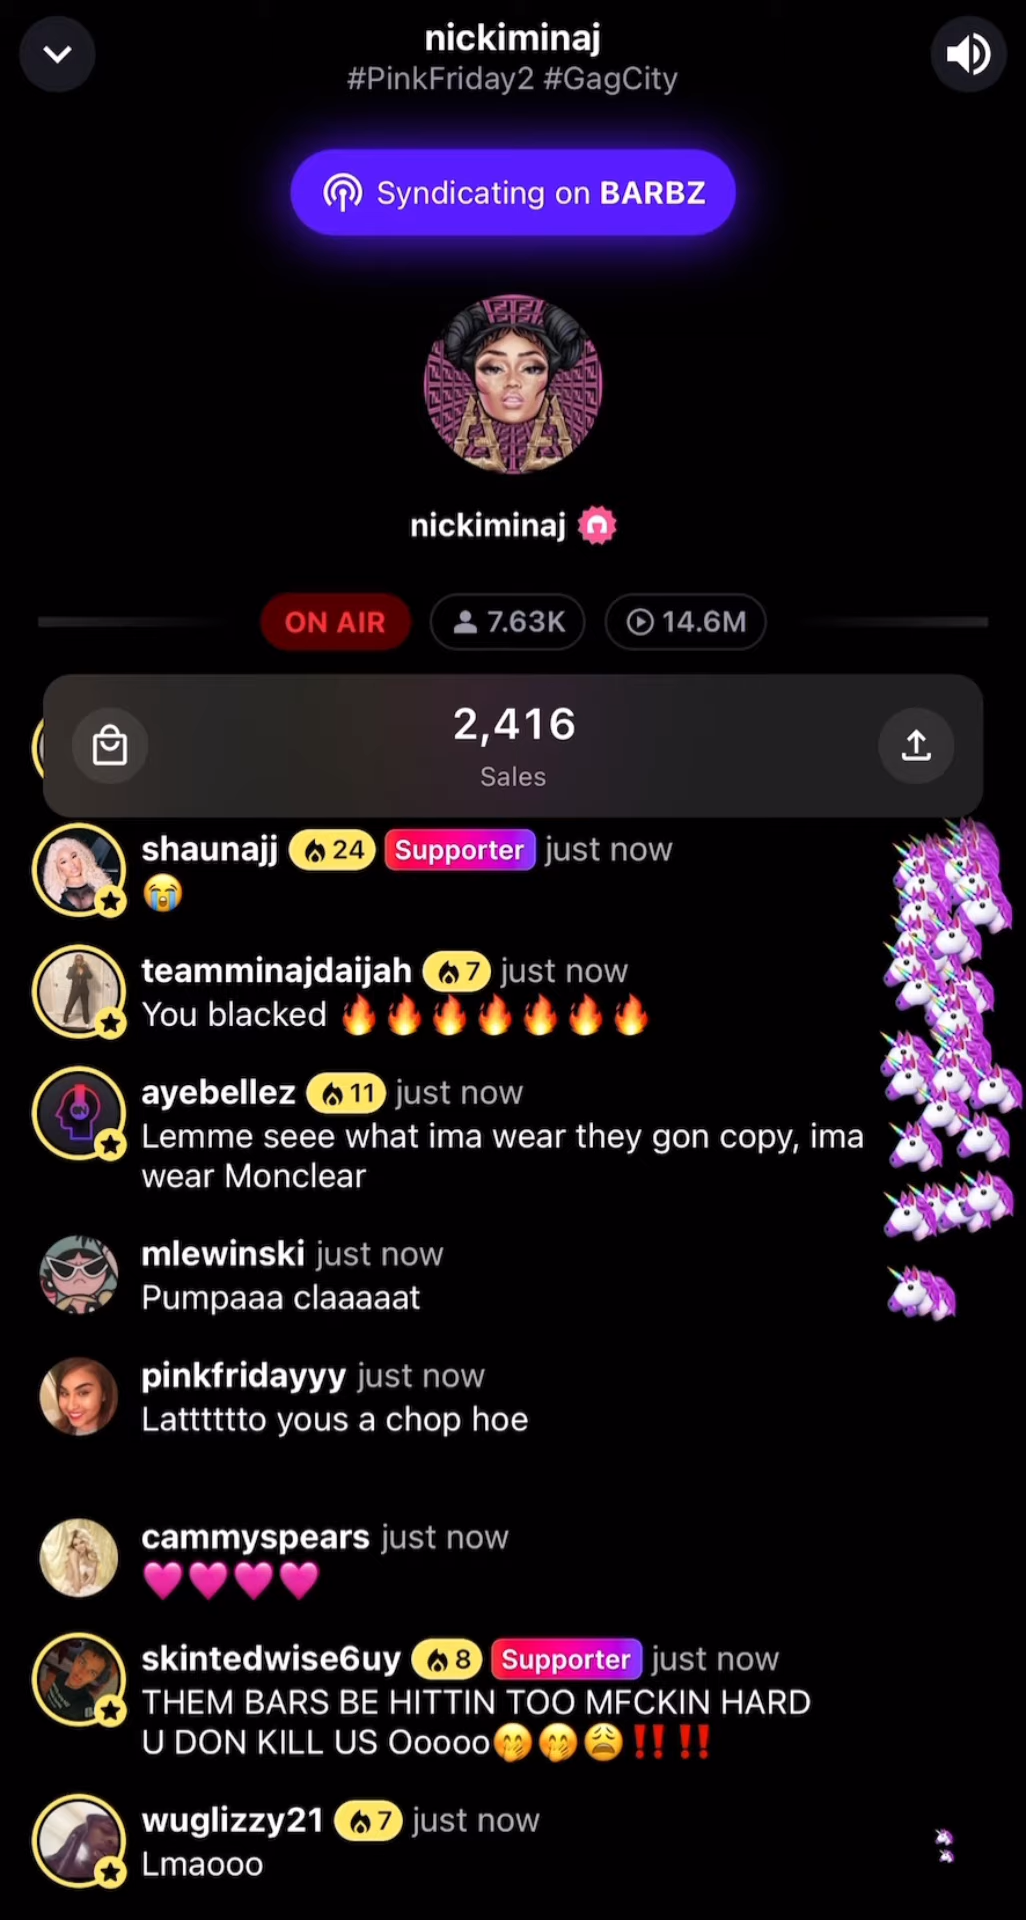 nickiminaj
#PinkFriday2 #GagCity
Syndicating on BARBZ
nickiminaj
ON AIR 7.63K 14.6M
2,416
Sales
shaunajj 🔥 24 Supporter just now
😭
teamminajdaijah 🔥 7 just now
You blacked 🔥🔥🔥🔥🔥🔥🔥
ayebellez 🔥 11 just now
Lemme seee what ima wear they gon copy, ima
wear Monclear
mlewinski just now
Pumpaaa claaaaat
pinkfridayyy just now
Latttttto yous a chop hoe
cammyspears just now
🩷🩷🩷🩷
skintedwise6uy 🔥 8 Supporter just now
THEM BARS BE HITTIN TOO MFCKIN HARD
U DON KILL US Ooooo🤭🤭😩‼️‼️
wuglizzy21 🔥 7 just now
Lmaooo